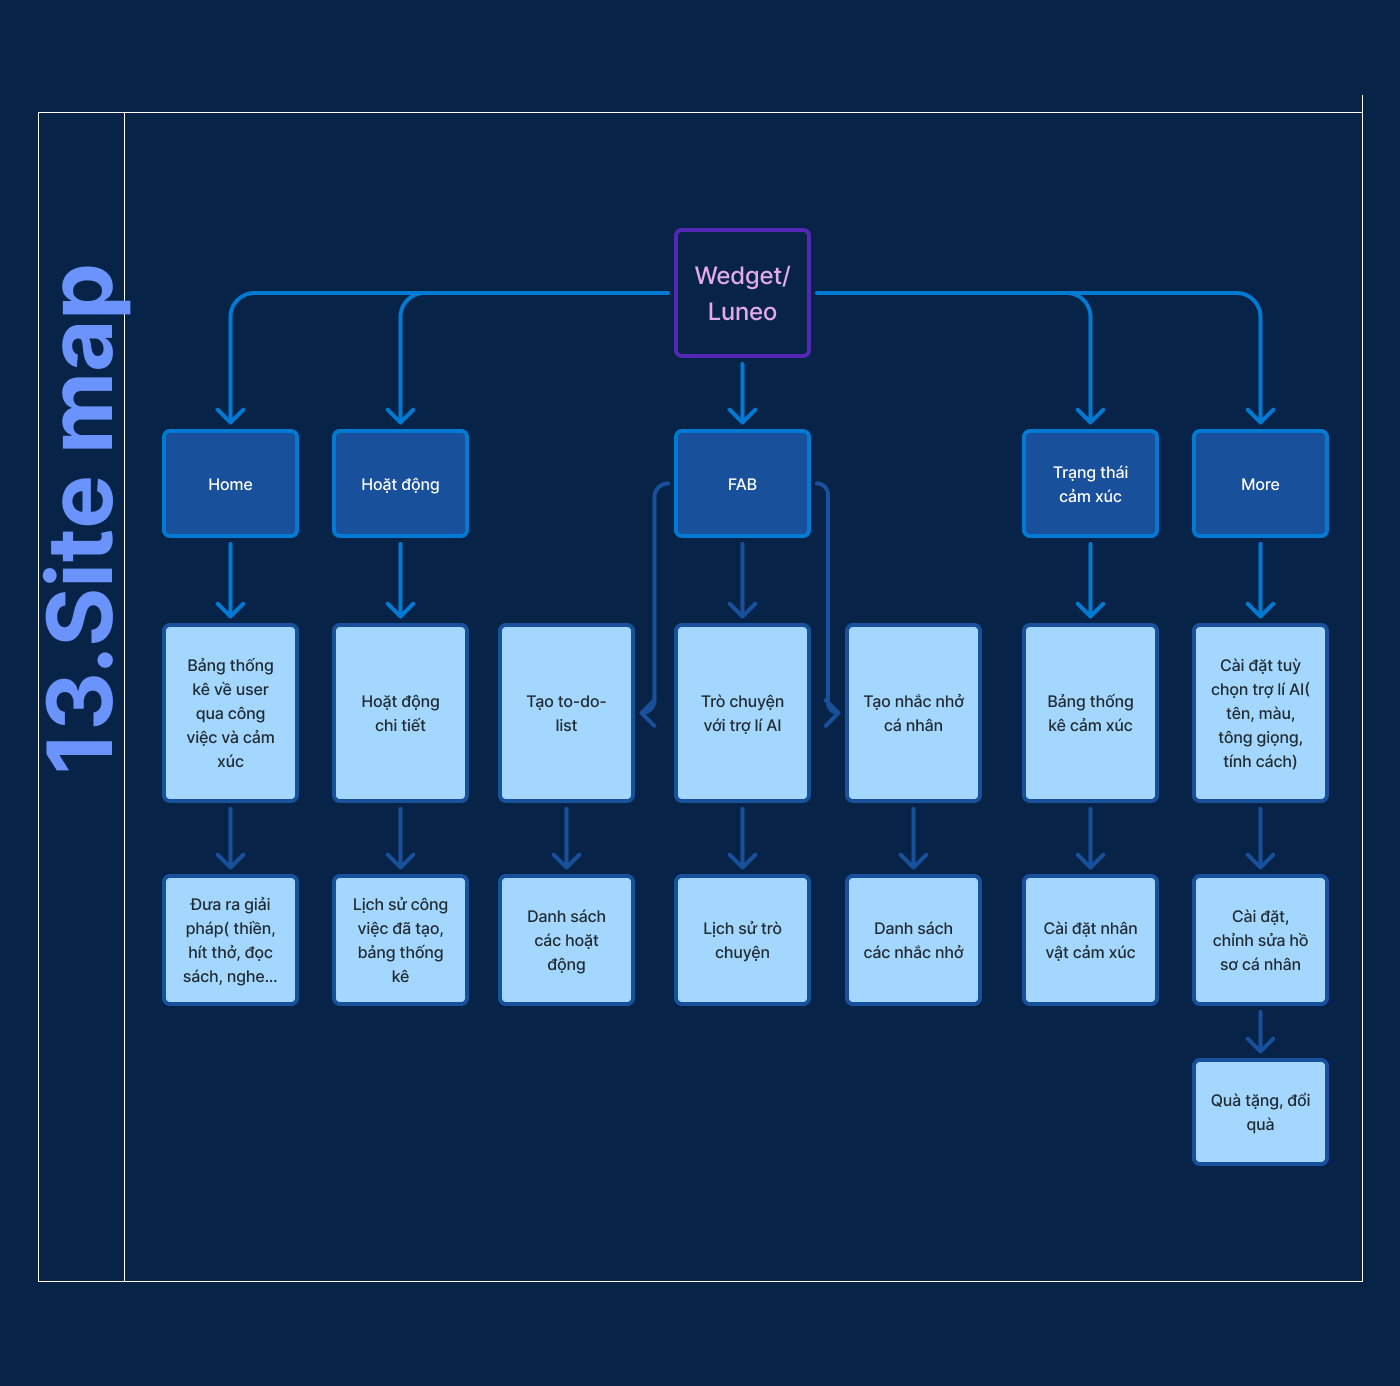 13.Site map
Wedget/
Luneo
Home
Hoặt động
FAB
Trạng thái
cảm xúc
More
Bảng thống
kê về user
qua công
việc và cảm
xúc
Hoặt động
chi tiết
Tạo to-do-
list
Trò chuyện
với trợ lí AI
Tạo nhắc nhở
cá nhân
Bảng thống
kê cảm xúc
Cài đặt tuỳ
chọn trợ lí AI(
tên, màu,
tông giọng,
tính cách)
Đưa ra giải
pháp( thiền,
hít thở, đọc
sách, nghe...
Lịch sử công
việc đã tạo,
bảng thống
kê
Danh sách
các hoạt
động
Lịch sử trò
chuyện
Danh sách
các nhắc nhở
Cài đặt nhân
vật cảm xúc
Cài đặt,
chỉnh sửa hồ
sơ cá nhân
Quà tặng, đổi
quà